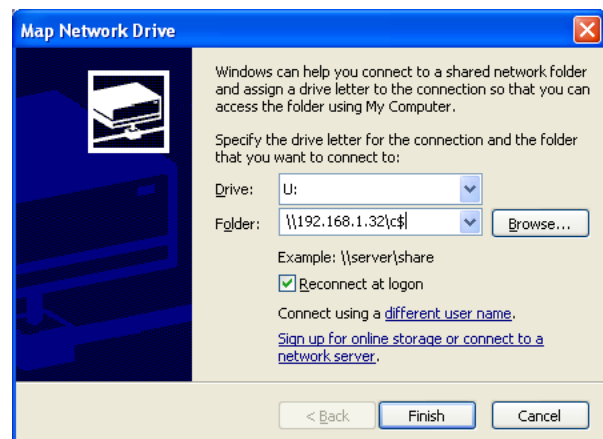 Map Network Drive
Windows can help you connect to a shared network folder
and assign a drive letter to the connection so that you can
access the folder using My Computer.
Specify the drive letter for the connection and the folder
that you want to connect to:
Drive: U:
Folder: \\192.168.1.32\c$ Browse...
Example: \\server\share
Reconnect at logon
Connect using a different user name.
Sign up for online storage or connect to a
network server.
< Back Finish Cancel